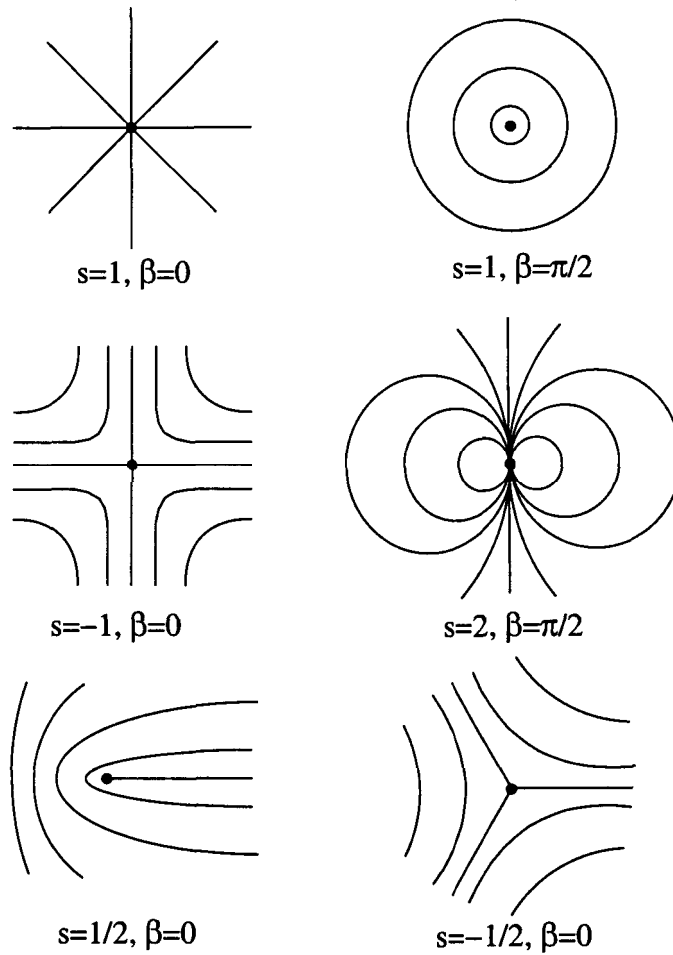 s=1, β=0
s=1, β=π/2
s=−1, β=0
s=2, β=π/2
s=1/2, β=0
s=−1/2, β=0